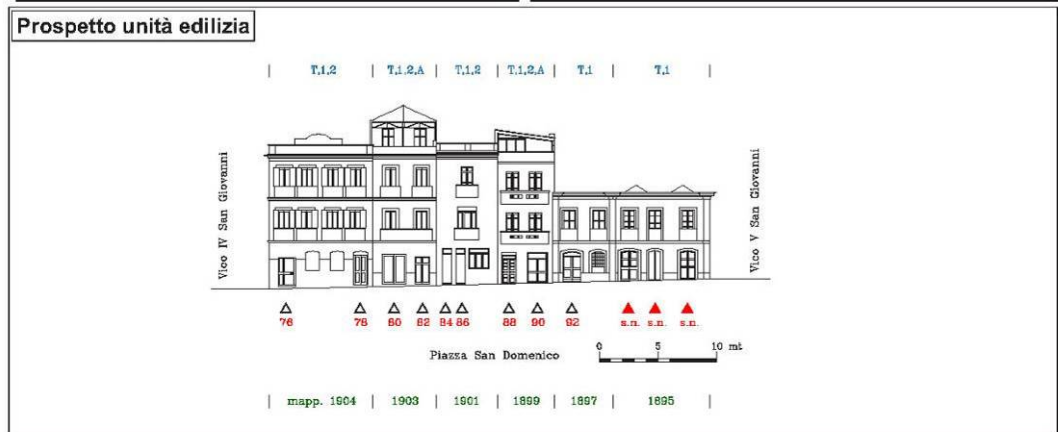 Prospetto unità edilizia
T,1,2 T,1,2,A T,1,2 T,1,2,A T,1 T,1
Vico IV San Giovanni
Vico V San Giovanni
76 78 80 82 84 86 88 90 92 s.n. s.n. s.n.
Piazza San Domenico
0 5 10 mt
mapp. 1904 1903 1901 1899 1897 1895